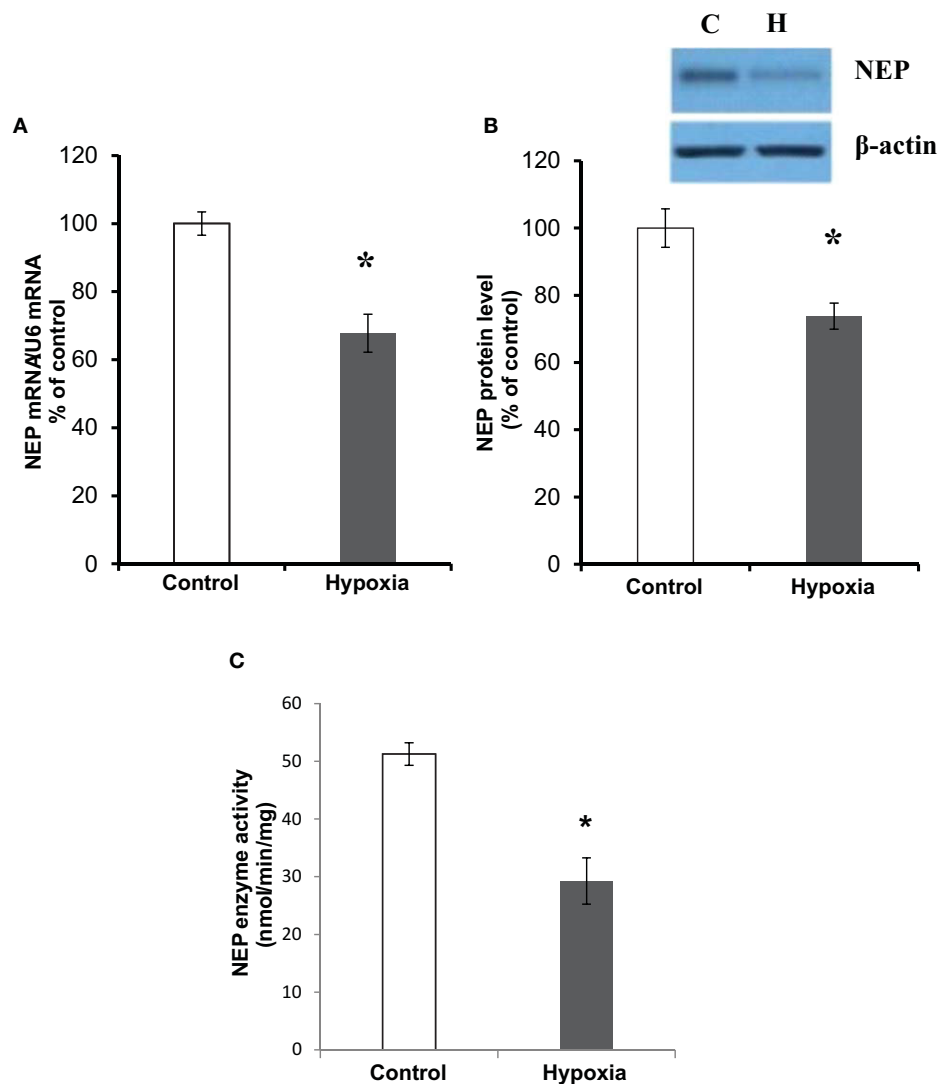 C H
NEP
β-actin
A
120
100
80
60
40
20
0
NEP mRNA/U6 mRNA
% of control
*
Control Hypoxia
B
120
100
80
60
40
20
0
NEP protein level
(% of control)
*
Control Hypoxia
C
60
50
40
30
20
10
0
NEP enzyme activity
(nmol/min/mg)
*
Control Hypoxia